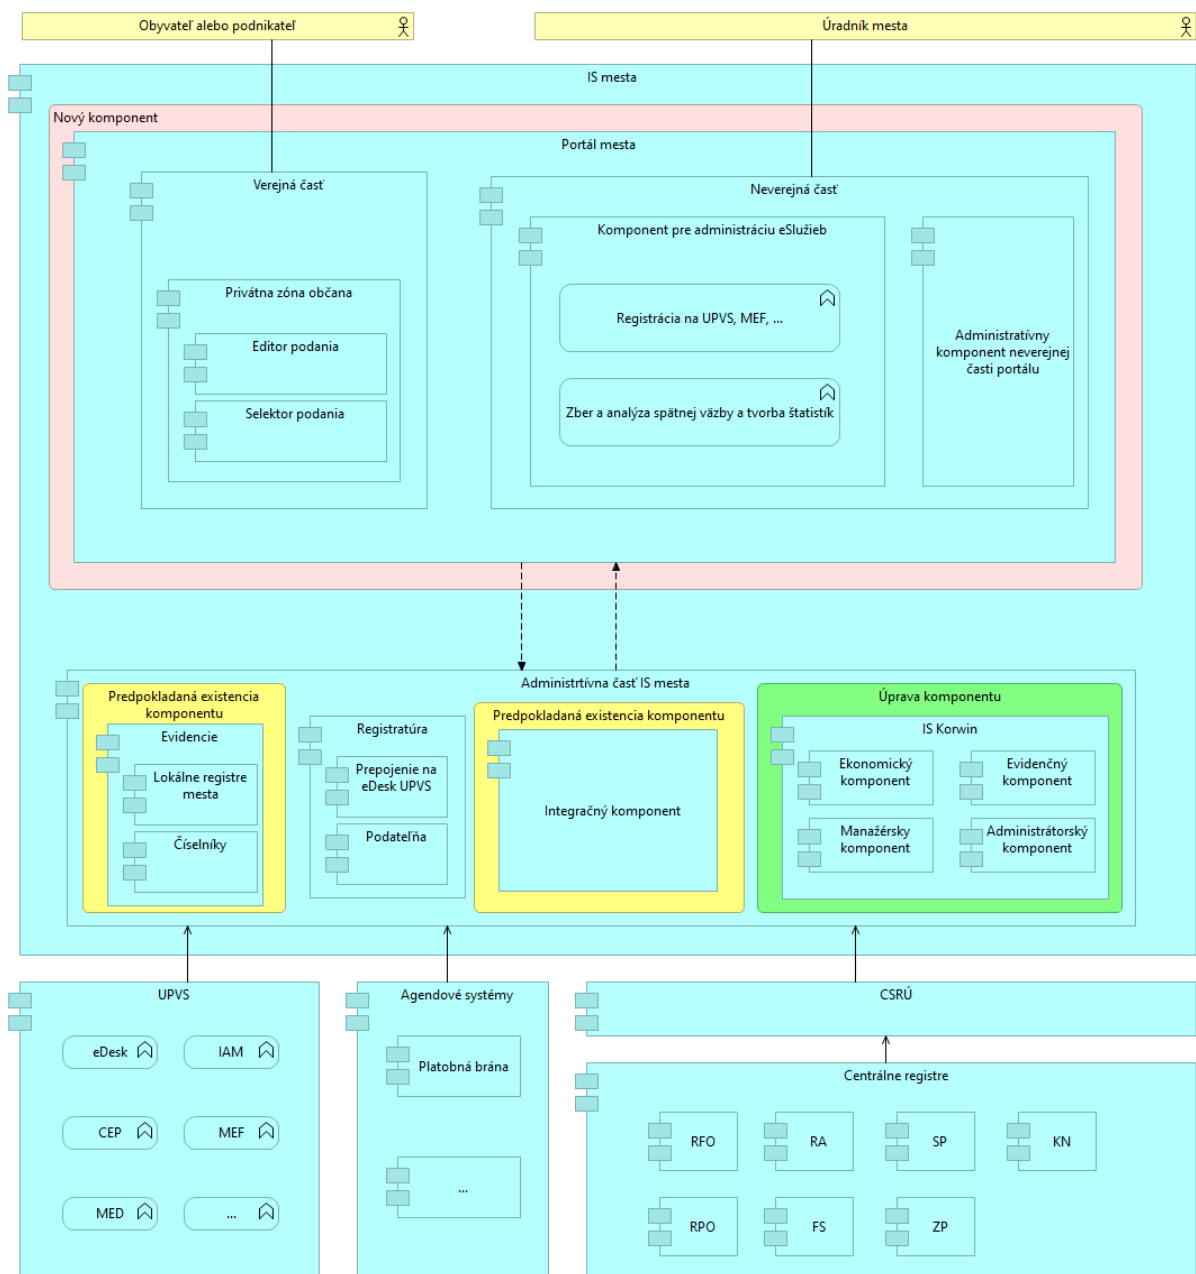 Obyvateľ alebo podnikateľ
Úradník mesta
IS mesta
Nový komponent
Portál mesta
Verejná časť
Neverejná časť
Privátna zóna občana
Editor podania
Selektor podania
Komponent pre administráciu eSlužieb
Registrácia na UPVS, MEF, ...
Zber a analýza spätnej väzby a tvorba štatistík
Administratívny
komponent neverejnej
časti portálu
Administrtívna časť IS mesta
Predpokladaná existencia
komponentu
Evidencie
Lokálne registre
mesta
Číselníky
Registratúra
Prepojenie na
eDesk UPVS
Podateľňa
Predpokladaná existencia komponentu
Integračný komponent
Úprava komponentu
IS Korwin
Ekonomický
komponent
Evidenčný
komponent
Manažérsky
komponent
Administrátorský
komponent
UPVS
eDesk
IAM
CEP
MEF
MED
...
Agendové systémy
Platobná brána
...
CSRÚ
Centrálne registre
RFO
RA
SP
KN
RPO
FS
ZP